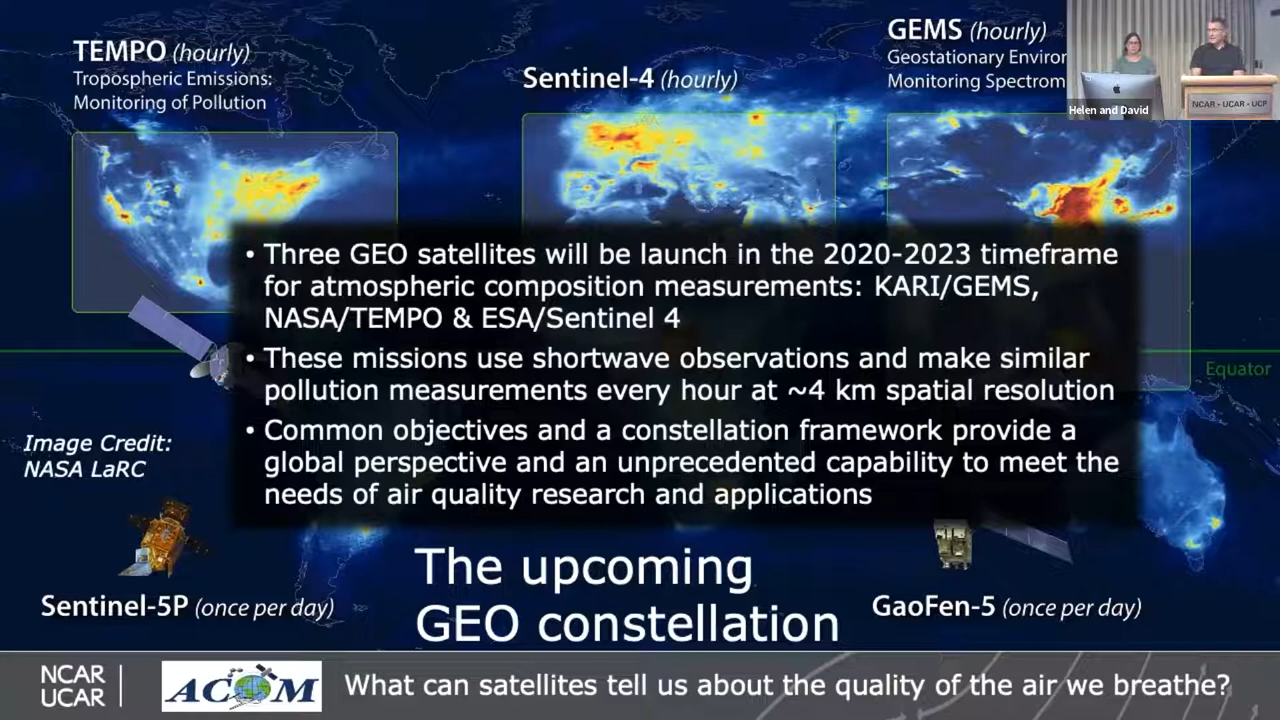 TEMPO (hourly)
Tropospheric Emissions:
Monitoring of Pollution
Sentinel-4 (hourly)
GEMS (hourly)
Geostationary Environ
Monitoring Spectrom
Helen and David
NCAR • UCAR • UCP
• Three GEO satellites will be launch in the 2020-2023 timeframe
for atmospheric composition measurements: KARI/GEMS,
NASA/TEMPO & ESA/Sentinel 4
• These missions use shortwave observations and make similar
pollution measurements every hour at ~4 km spatial resolution
• Common objectives and a constellation framework provide a
global perspective and an unprecedented capability to meet the
needs of air quality research and applications
Equator
Image Credit:
NASA LaRC
Sentinel-5P (once per day)
The upcoming
GEO constellation
GaoFen-5 (once per day)
NCAR
UCAR
ACOM
What can satellites tell us about the quality of the air we breathe?